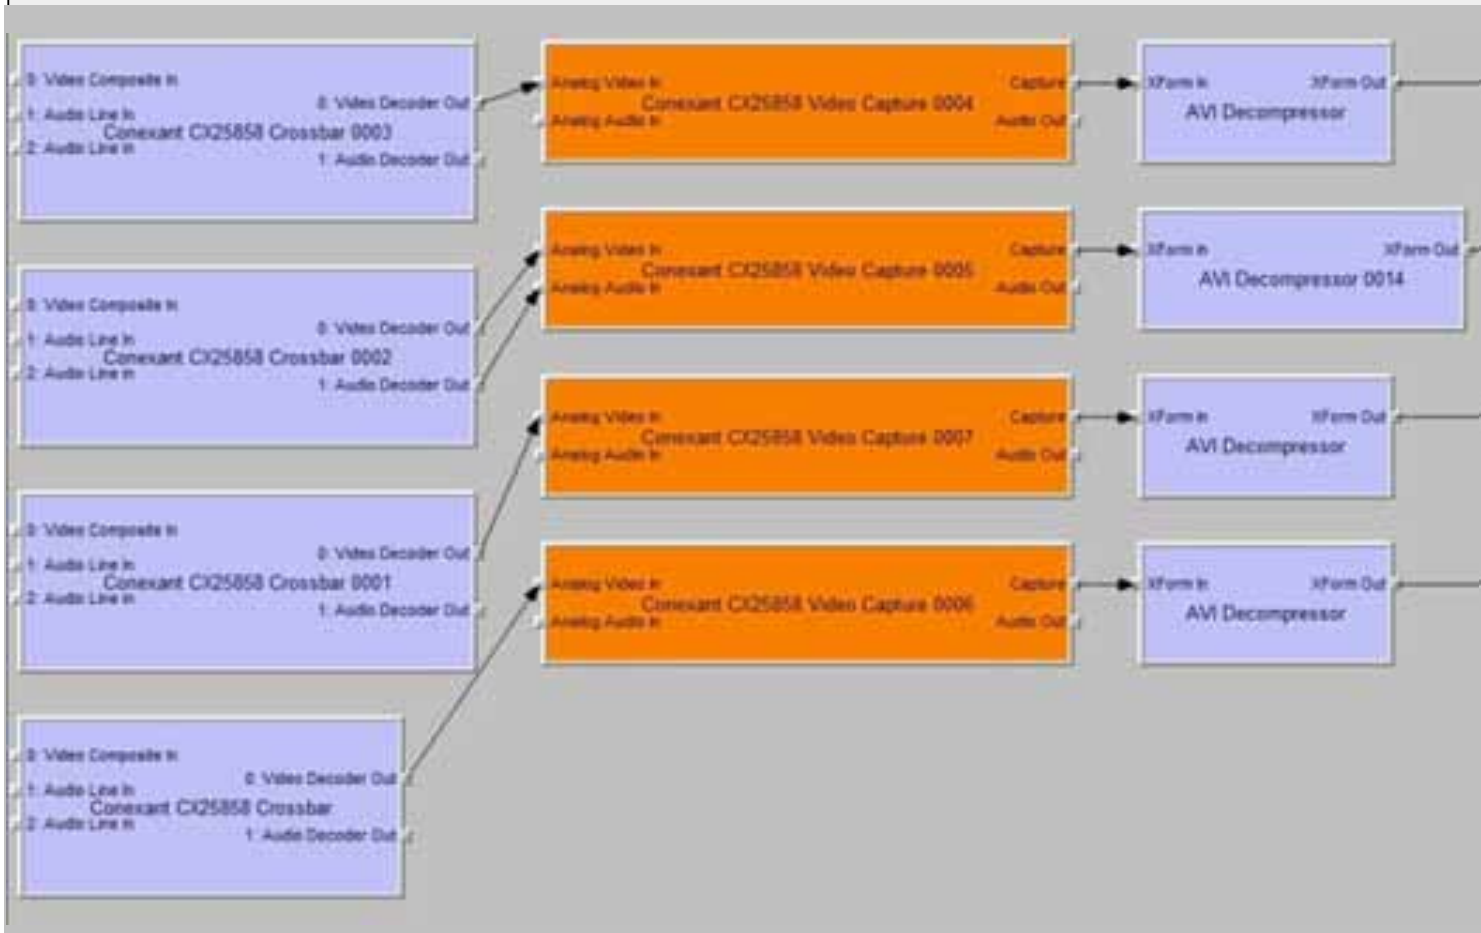 0: Video Composite In
1: Audio Line In
2: Audio Line In
0: Video Decoder Out
Conexant CX25858 Crossbar 0003
1: Audio Decoder Out
Analog Video In
Analog Audio In
Conexant CX25858 Video Capture 0004
Capture
Audio Out
XForm In
XForm Out
AVI Decompressor
0: Video Composite In
1: Audio Line In
2: Audio Line In
0: Video Decoder Out
Conexant CX25858 Crossbar 0002
1: Audio Decoder Out
Analog Video In
Analog Audio In
Conexant CX25858 Video Capture 0005
Capture
Audio Out
XForm In
XForm Out
AVI Decompressor 0014
0: Video Composite In
1: Audio Line In
2: Audio Line In
0: Video Decoder Out
Conexant CX25858 Crossbar 0001
1: Audio Decoder Out
Analog Video In
Analog Audio In
Conexant CX25858 Video Capture 0007
Capture
Audio Out
XForm In
XForm Out
AVI Decompressor
0: Video Composite In
1: Audio Line In
2: Audio Line In
0: Video Decoder Out
Conexant CX25858 Crossbar
1: Audio Decoder Out
Analog Video In
Analog Audio In
Conexant CX25858 Video Capture 0006
Capture
Audio Out
XForm In
XForm Out
AVI Decompressor